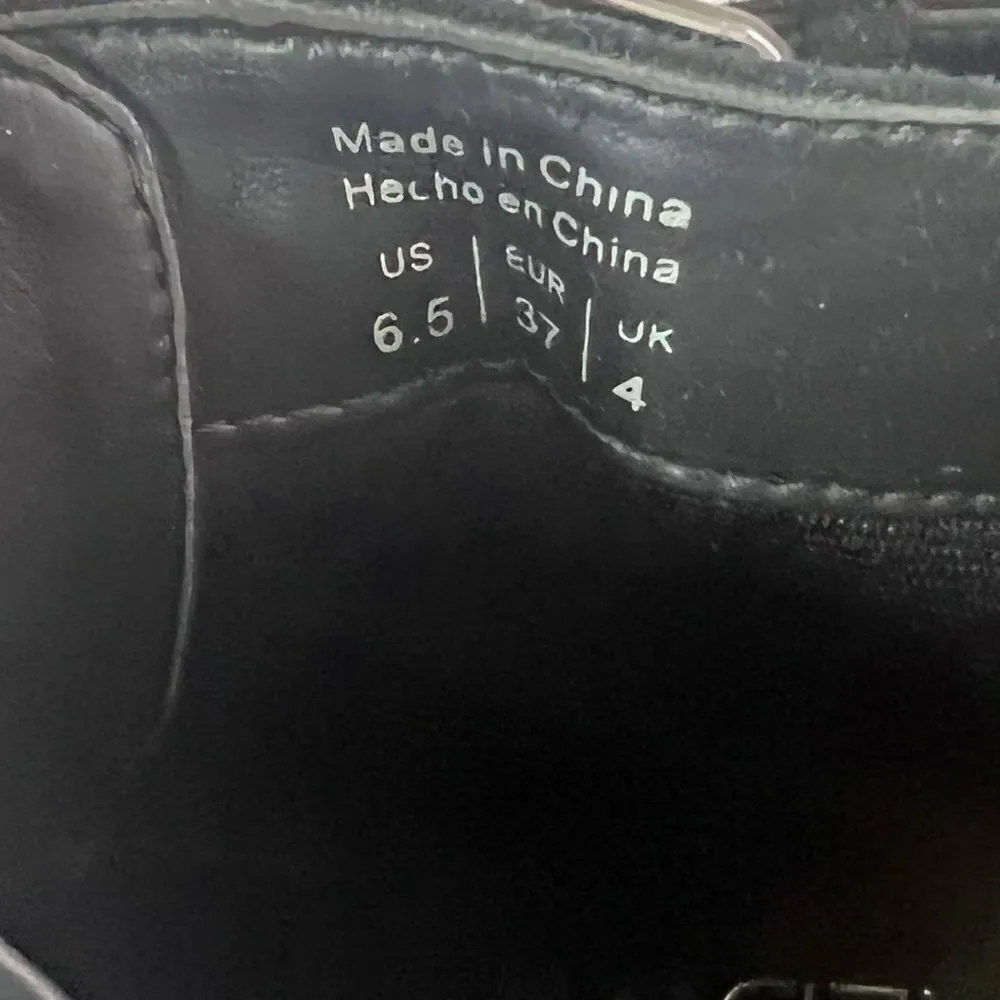 Made in China
Hecho en China
US | EUR | UK
6.5 | 37 | 4